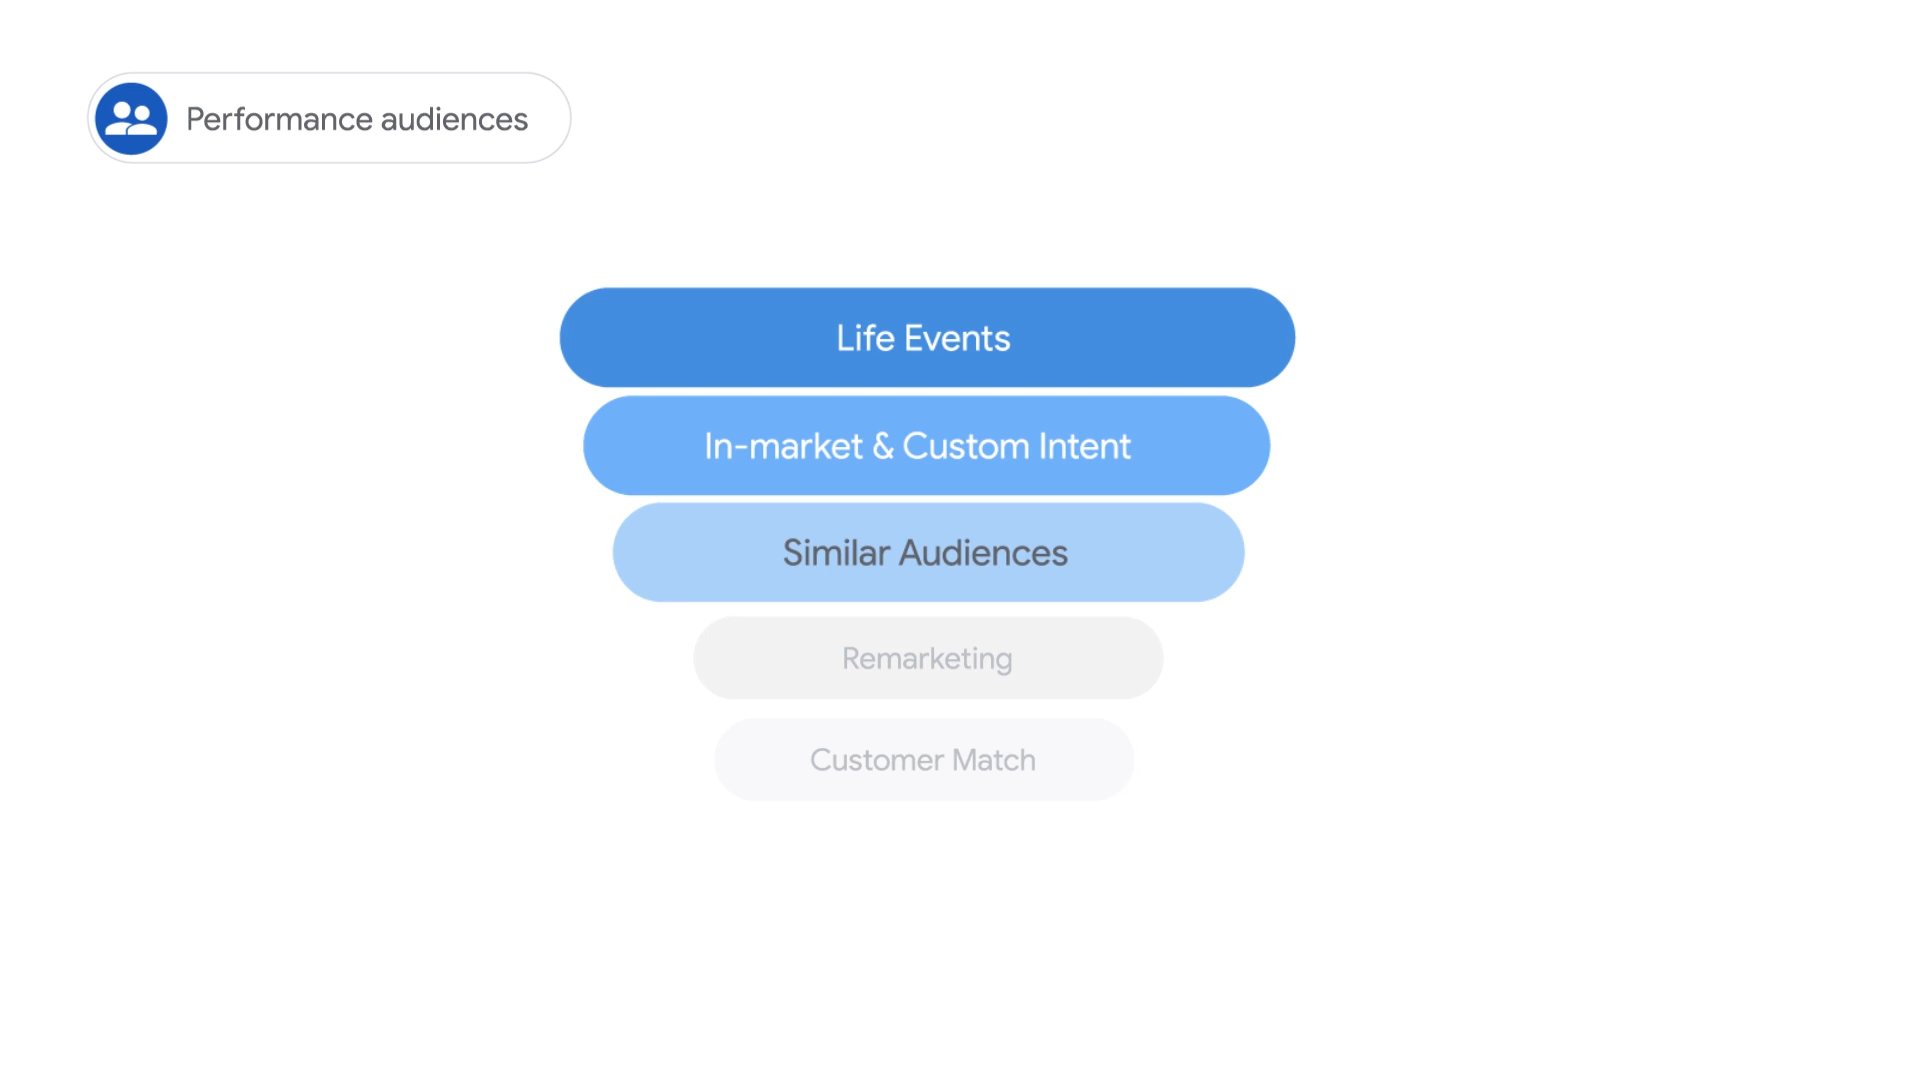 Performance audiences
Life Events
In-market & Custom Intent
Similar Audiences
Remarketing
Customer Match